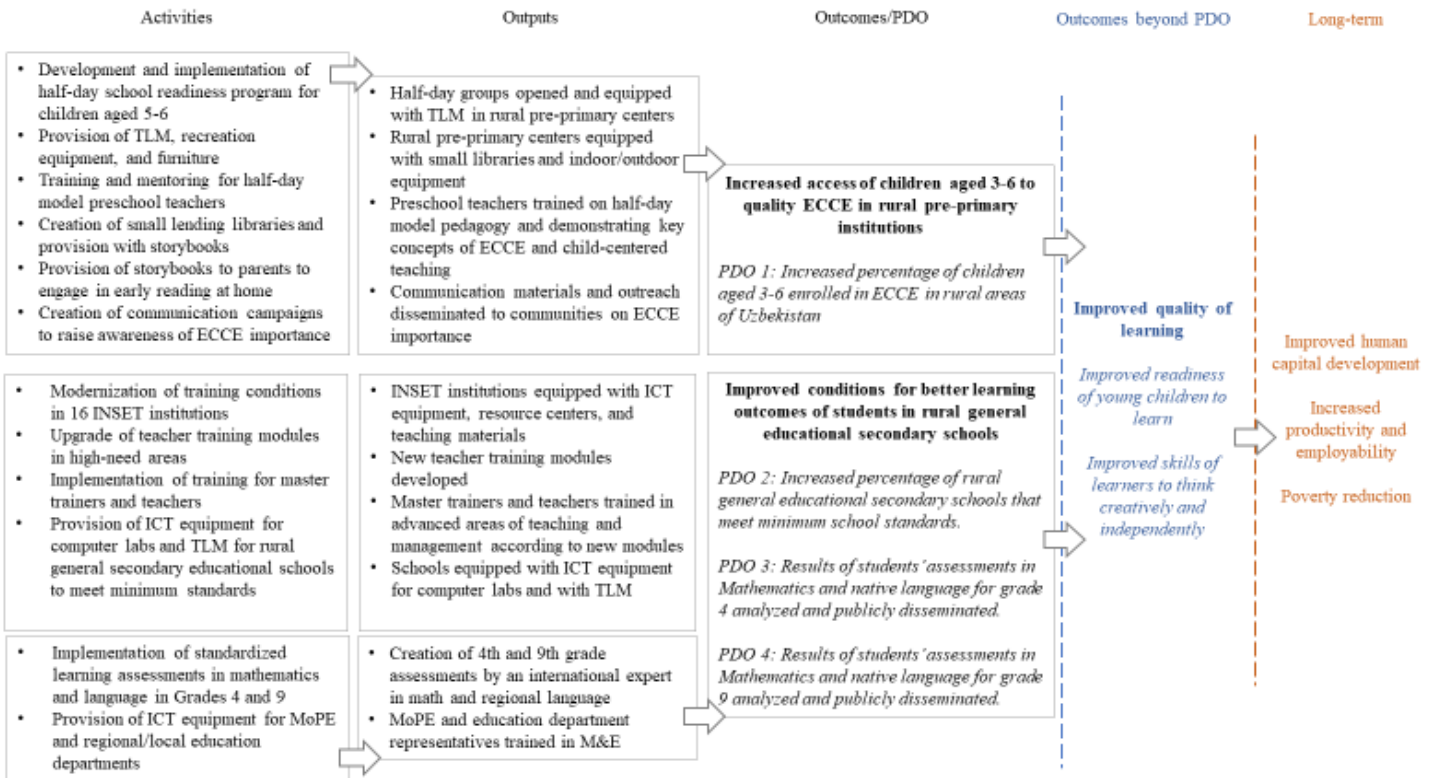 Activities
Outputs
Outcomes/PDO
Outcomes beyond PDO
Long-term
• Development and implementation of
half-day school readiness program for
children aged 5-6
• Provision of TLM, recreation
equipment, and furniture
• Training and mentoring for half-day
model preschool teachers
• Creation of small lending libraries and
provision with storybooks
• Provision of storybooks to parents to
engage in early reading at home
• Creation of communication campaigns
to raise awareness of ECCE importance
• Half-day groups opened and equipped
with TLM in rural pre-primary centers
• Rural pre-primary centers equipped
with small libraries and indoor/outdoor
equipment
• Preschool teachers trained on half-day
model pedagogy and demonstrating key
concepts of ECCE and child-centered
teaching
• Communication materials and outreach
disseminated to communities on ECCE
importance
Increased access of children aged 3-6 to
quality ECCE in rural pre-primary
institutions
PDO 1: Increased percentage of children
aged 3-6 enrolled in ECCE in rural areas
of Uzbekistan
• Modernization of training conditions
in 16 INSET institutions
• Upgrade of teacher training modules
in high-need areas
• Implementation of training for master
trainers and teachers
• Provision of ICT equipment for
computer labs and TLM for rural
general secondary educational schools
to meet minimum standards
• INSET institutions equipped with ICT
equipment, resource centers, and
teaching materials
• New teacher training modules
developed
• Master trainers and teachers trained in
advanced areas of teaching and
management according to new modules
• Schools equipped with ICT equipment
for computer labs and with TLM
Improved conditions for better learning
outcomes of students in rural general
educational secondary schools
PDO 2: Increased percentage of rural
general educational secondary schools that
meet minimum school standards.
PDO 3: Results of students' assessments in
Mathematics and native language for grade
4 analyzed and publicly disseminated.
PDO 4: Results of students' assessments in
Mathematics and native language for grade
9 analyzed and publicly disseminated.
• Implementation of standardized
learning assessments in mathematics
and language in Grades 4 and 9
• Provision of ICT equipment for MoPE
and regional/local education
departments
• Creation of 4th and 9th grade
assessments by an international expert
in math and regional language
• MoPE and education department
representatives trained in M&E
Improved quality of
learning
Improved readiness
of young children to
learn
Improved skills of
learners to think
creatively and
independently
Improved human
capital development
Increased
productivity and
employability
Poverty reduction